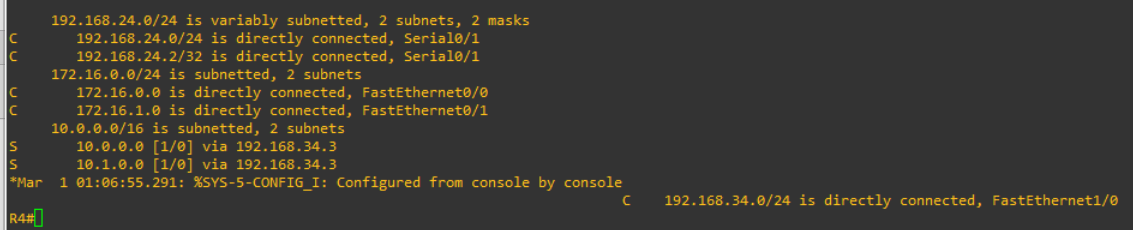 192.168.24.0/24 is variably subnetted, 2 subnets, 2 masks
C 192.168.24.0/24 is directly connected, Serial0/1
C 192.168.24.2/32 is directly connected, Serial0/1
172.16.0.0/24 is subnetted, 2 subnets
C 172.16.0.0 is directly connected, FastEthernet0/0
C 172.16.1.0 is directly connected, FastEthernet0/1
10.0.0.0/16 is subnetted, 2 subnets
S 10.0.0.0 [1/0] via 192.168.34.3
S 10.1.0.0 [1/0] via 192.168.34.3
*Mar 1 01:06:55.291: %SYS-5-CONFIG_I: Configured from console by console
C 192.168.34.0/24 is directly connected, FastEthernet1/0
R4#